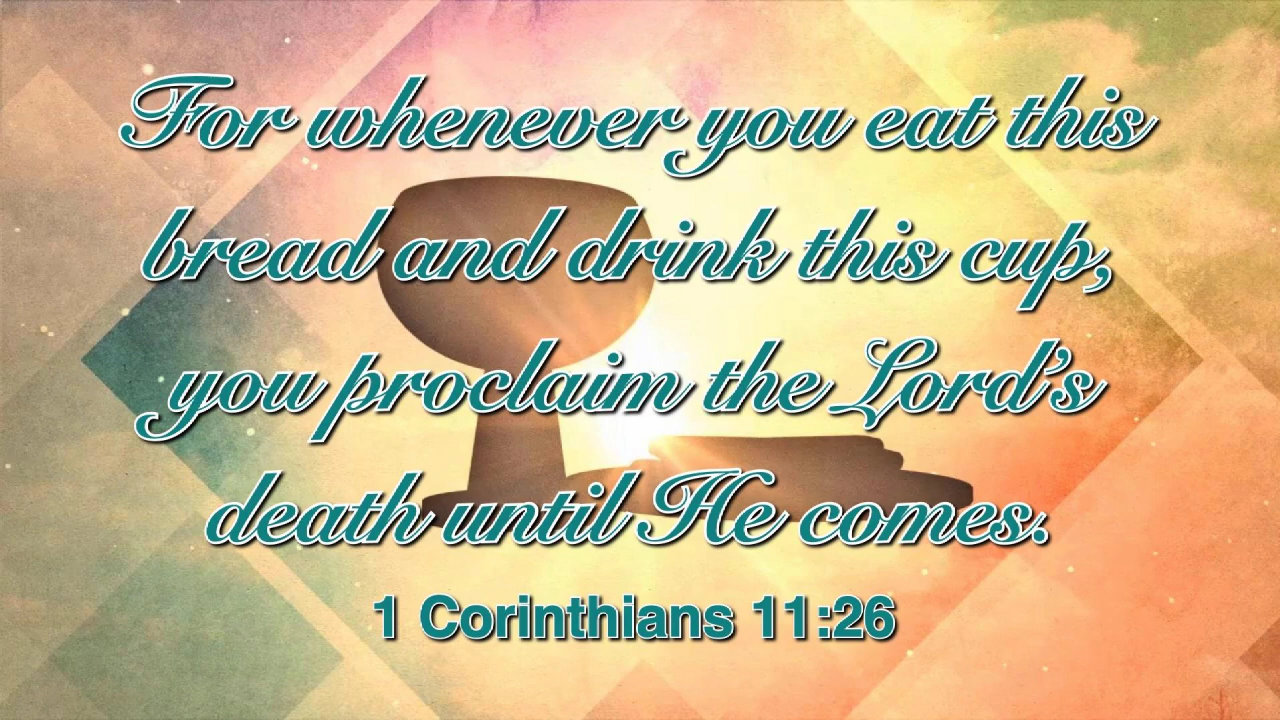 For whenever you eat this
bread and drink this cup,
you proclaim the Lord’s
death until He comes.
1 Corinthians 11:26